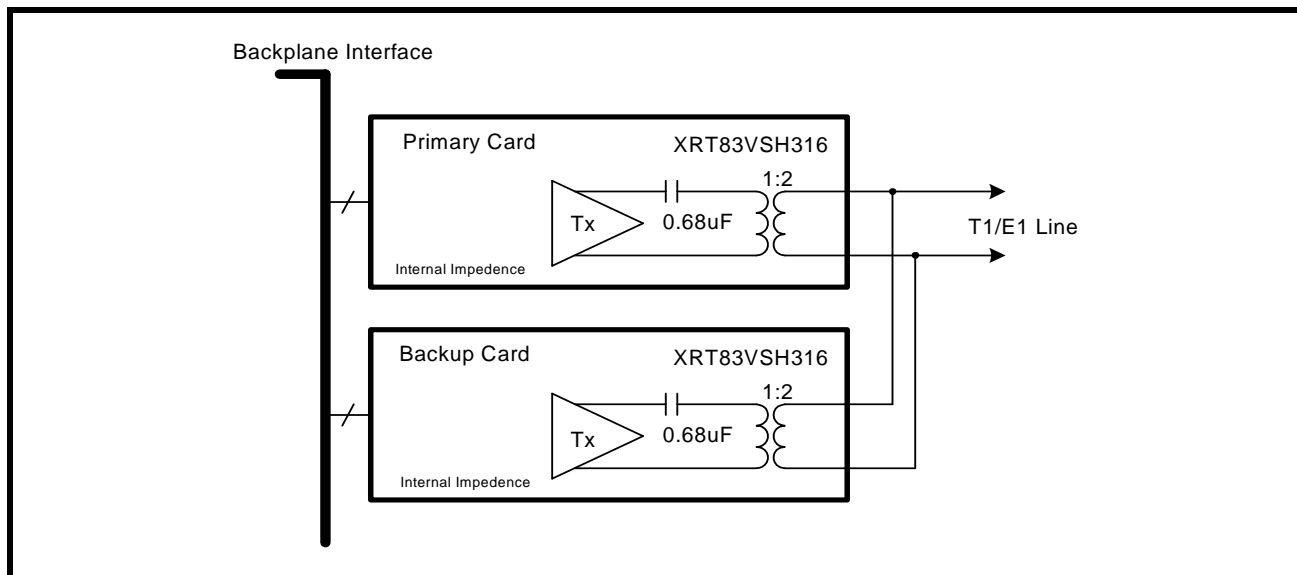 Backplane Interface
Primary Card
XRT83VSH316
1:2
Tx
0.68uF
T1/E1 Line
Internal Impedence
Backup Card
XRT83VSH316
1:2
Tx
0.68uF
Internal Impedence